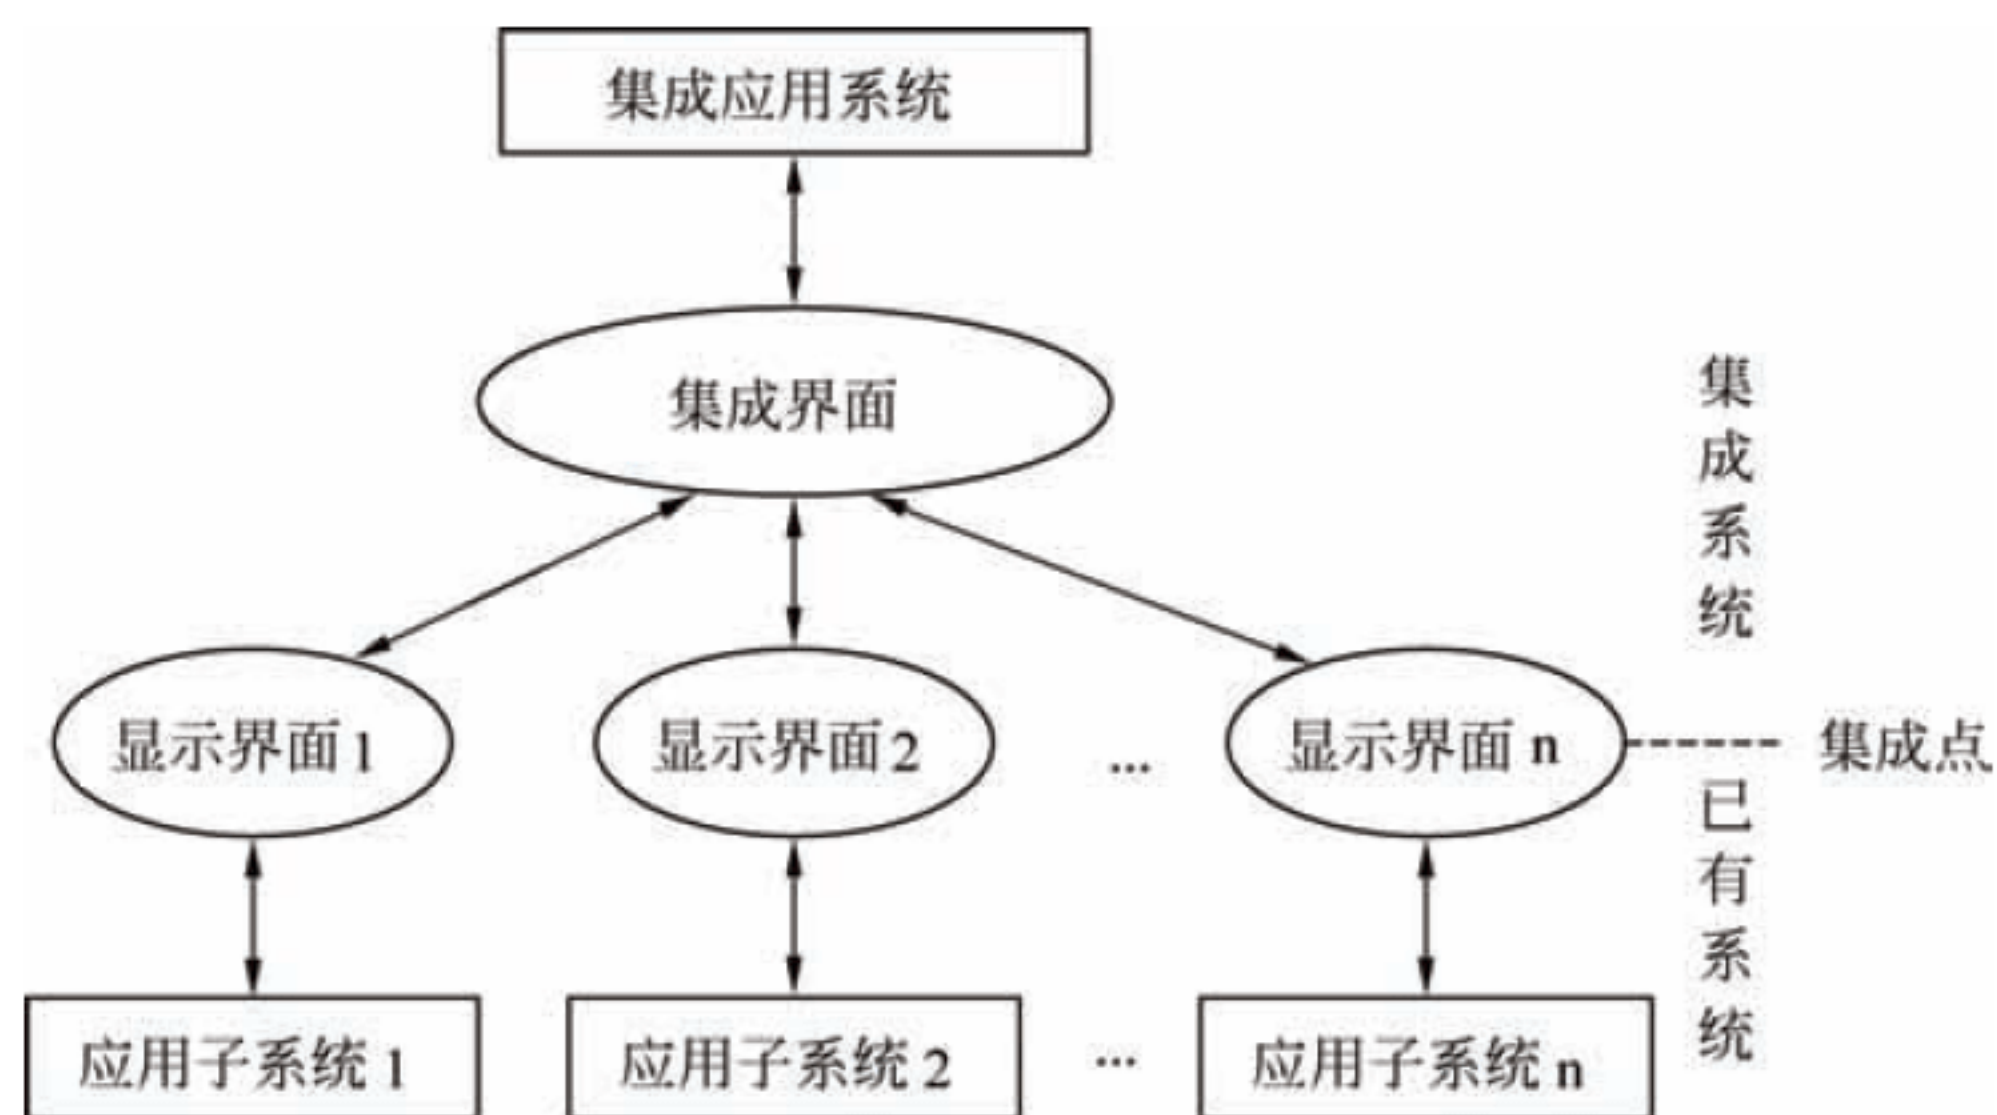 集成应用系统
集成界面
集成系统
显示界面1
显示界面2
...
显示界面n
集成点
已有系统
应用子系统1
应用子系统2
...
应用子系统n